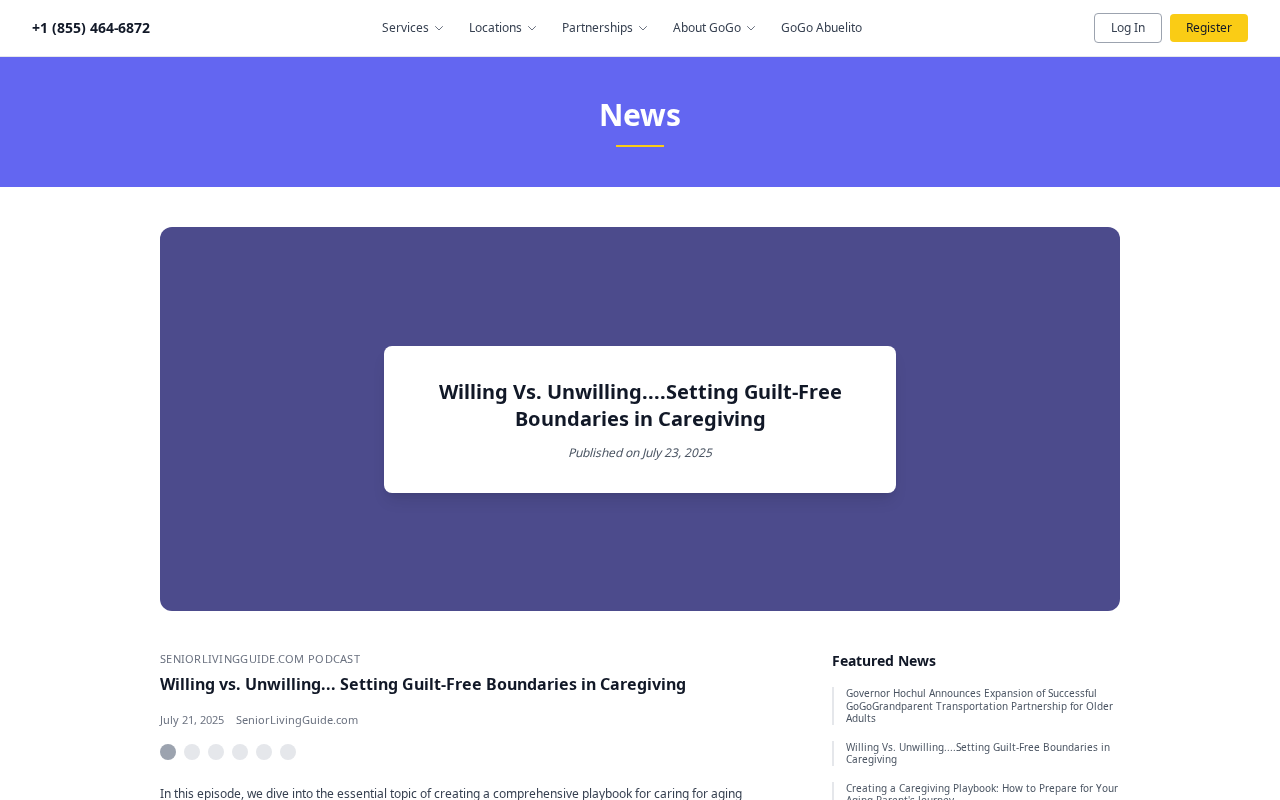 +1 (855) 464-6872
Services
Locations
Partnerships
About GoGo
GoGo Abuelito
Log In
Register
News
Willing Vs. Unwilling....Setting Guilt-Free
Boundaries in Caregiving
Published on July 23, 2025
SENIORLIVINGGUIDE.COM PODCAST
Willing vs. Unwilling... Setting Guilt-Free Boundaries in Caregiving
July 21, 2025 SeniorLivingGuide.com
In this episode, we dive into the essential topic of creating a comprehensive playbook for caring for aging
Featured News
Governor Hochul Announces Expansion of Successful
GoGoGrandparent Transportation Partnership for Older
Adults
Willing Vs. Unwilling....Setting Guilt-Free Boundaries in
Caregiving
Creating a Caregiving Playbook: How to Prepare for Your
Aging Parent's Journey